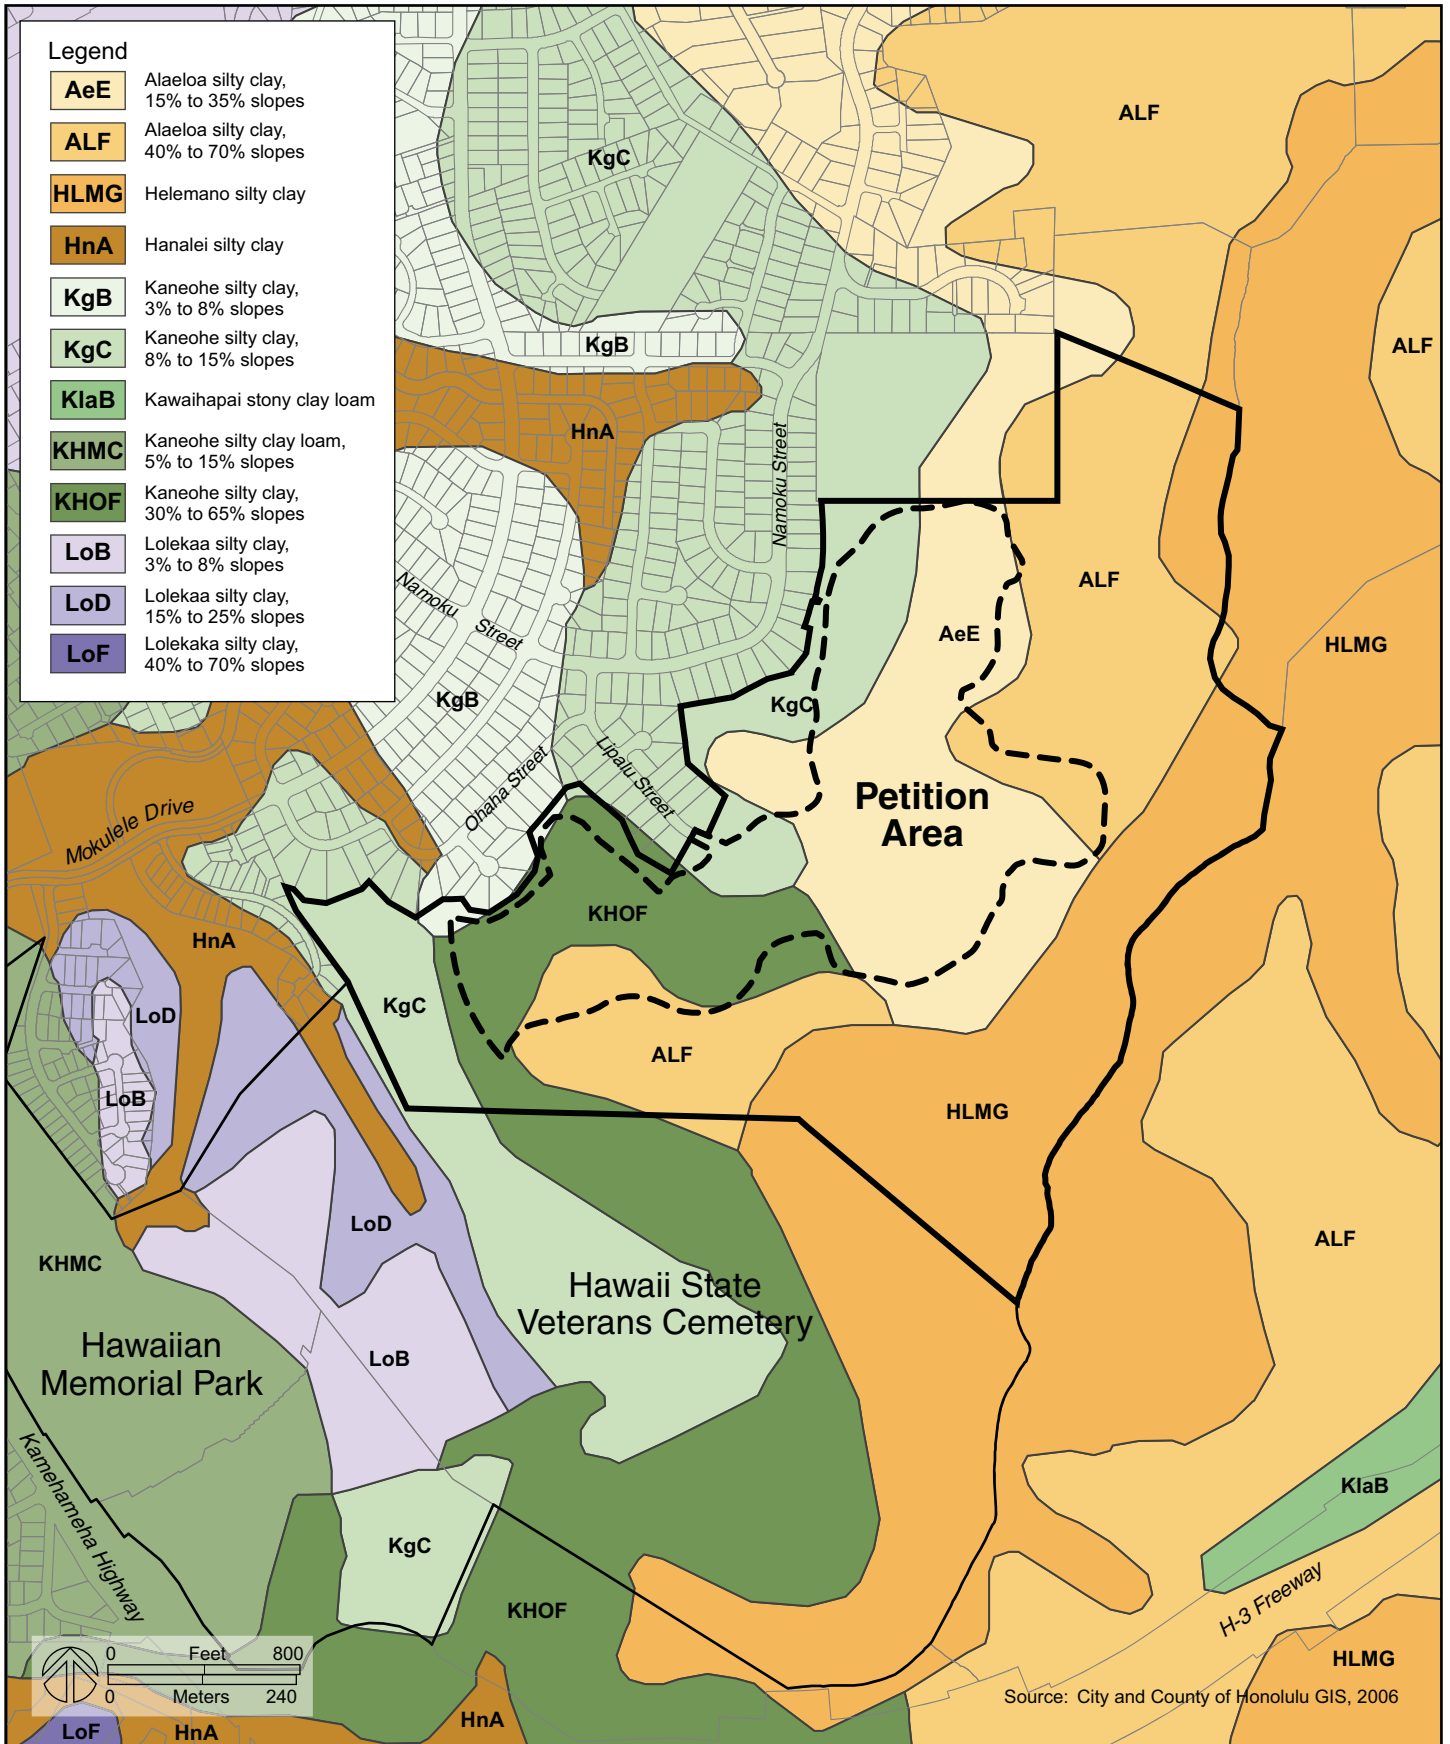 Legend
AeE
Alaeloa silty clay,
15% to 35% slopes
ALF
Alaeloa silty clay,
40% to 70% slopes
HLMG
Helemano silty clay
HnA
Hanalei silty clay
KgB
Kaneohe silty clay,
3% to 8% slopes
KgC
Kaneohe silty clay,
8% to 15% slopes
KlaB
Kawaihapai stony clay loam
KHMC
Kaneohe silty clay loam,
5% to 15% slopes
KHOF
Kaneohe silty clay,
30% to 65% slopes
LoB
Lolekaa silty clay,
3% to 8% slopes
LoD
Lolekaa silty clay,
15% to 25% slopes
LoF
Lolekaka silty clay,
40% to 70% slopes
ALF
KgC
KgB
ALF
HnA
Namoku Street
ALF
Namoku Street
AeE
HLMG
KgB
KgC
Lipalu Street
Ohaha Street
Petition
Area
Mokulele Drive
KHOF
HnA
KgC
LoD
ALF
LoB
HLMG
LoD
ALF
KHMC
Hawaii State
Veterans Cemetery
Hawaiian
Memorial Park
LoB
Kamehameha Highway
KlaB
KgC
H-3 Freeway
KHOF
0 Feet 800
0 Meters 240
HLMG
Source: City and County of Honolulu GIS, 2006
HnA
LoF
HnA